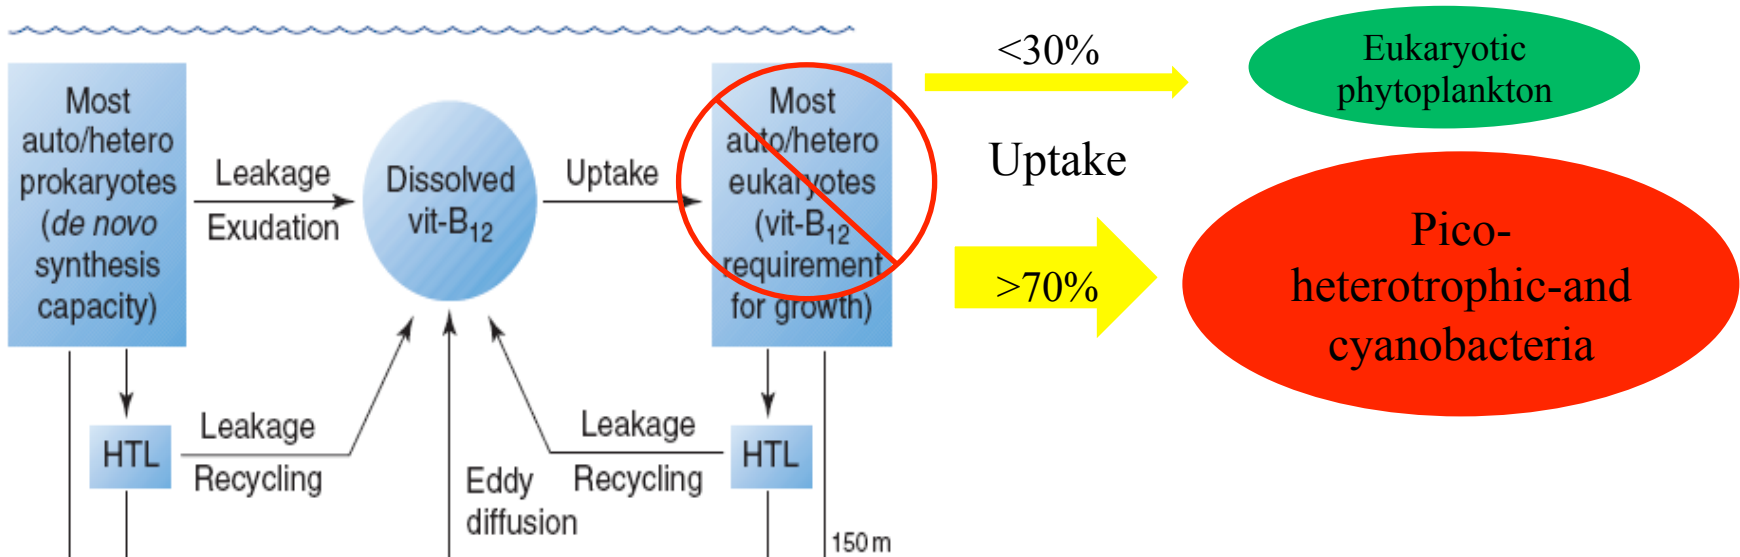 Most
auto/hetero
prokaryotes
(de novo
synthesis
capacity)
Leakage
Exudation
Dissolved
vit-B₁₂
Uptake
Most
auto/hetero
eukaryotes
(vit-B₁₂
requirement
for growth)
<30%
Uptake
>70%
Eukaryotic
phytoplankton
Pico-
heterotrophic-and
cyanobacteria
HTL
Leakage
Recycling
Eddy
diffusion
Leakage
Recycling
HTL
150 m